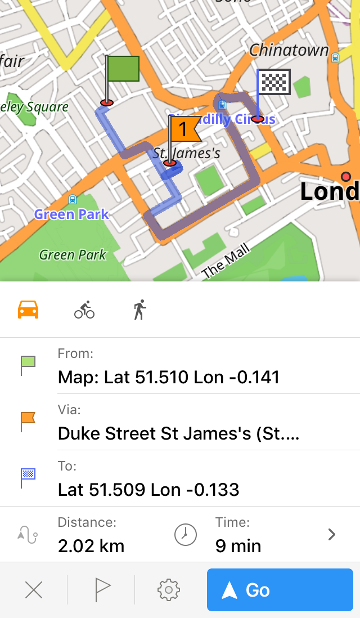 Chinatown
fair
eley Square
Piccadilly Circus
1
St. James's
Lond
Green Park
Green Park
The Mall
From:
Map: Lat 51.510 Lon -0.141
Via:
Duke Street St James's (St....
To:
Lat 51.509 Lon -0.133
Distance:
2.02 km
Time:
9 min
Go